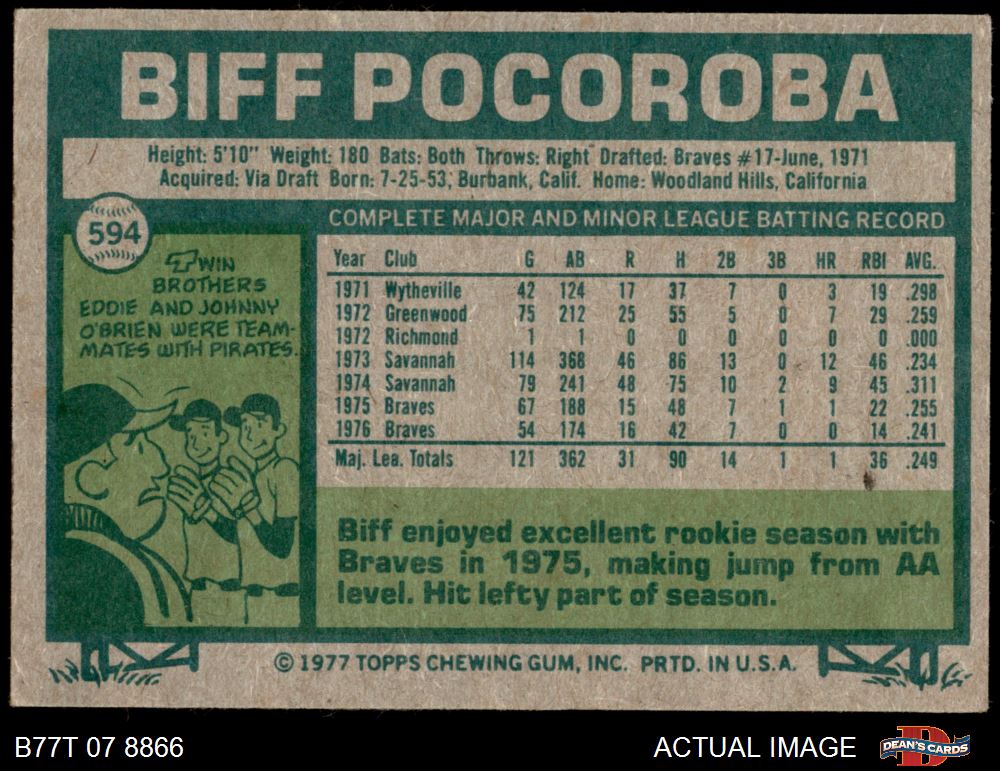 BIFF POCOROBA
Height: 5'10" Weight: 180 Bats: Both Throws: Right Drafted: Braves #17-June, 1971
Acquired: Via Draft Born: 7-25-53, Burbank, Calif. Home: Woodland Hills, California
594
TWIN
BROTHERS
EDDIE AND JOHNNY
O'BRIEN WERE TEAM-
MATES WITH PIRATES.
COMPLETE MAJOR AND MINOR LEAGUE BATTING RECORD
Year Club G AB R H 2B 3B HR RBI AVG.
1971 Wytheville 42 124 17 37 7 0 3 19 .298
1972 Greenwood 75 212 25 55 5 0 7 29 .259
1972 Richmond 1 1 0 0 0 0 0 0 .000
1973 Savannah 114 368 46 86 13 0 12 46 .234
1974 Savannah 79 241 48 75 10 2 9 45 .311
1975 Braves 67 188 15 48 7 1 1 22 .255
1976 Braves 54 174 16 42 7 0 0 14 .241
Maj. Lea. Totals 121 362 31 90 14 1 1 36 .249
Biff enjoyed excellent rookie season with
Braves in 1975, making jump from AA
level. Hit lefty part of season.
© 1977 TOPPS CHEWING GUM, INC. PRTD. IN U.S.A.
B77T 07 8866 ACTUAL IMAGE DEAN'S CARDS